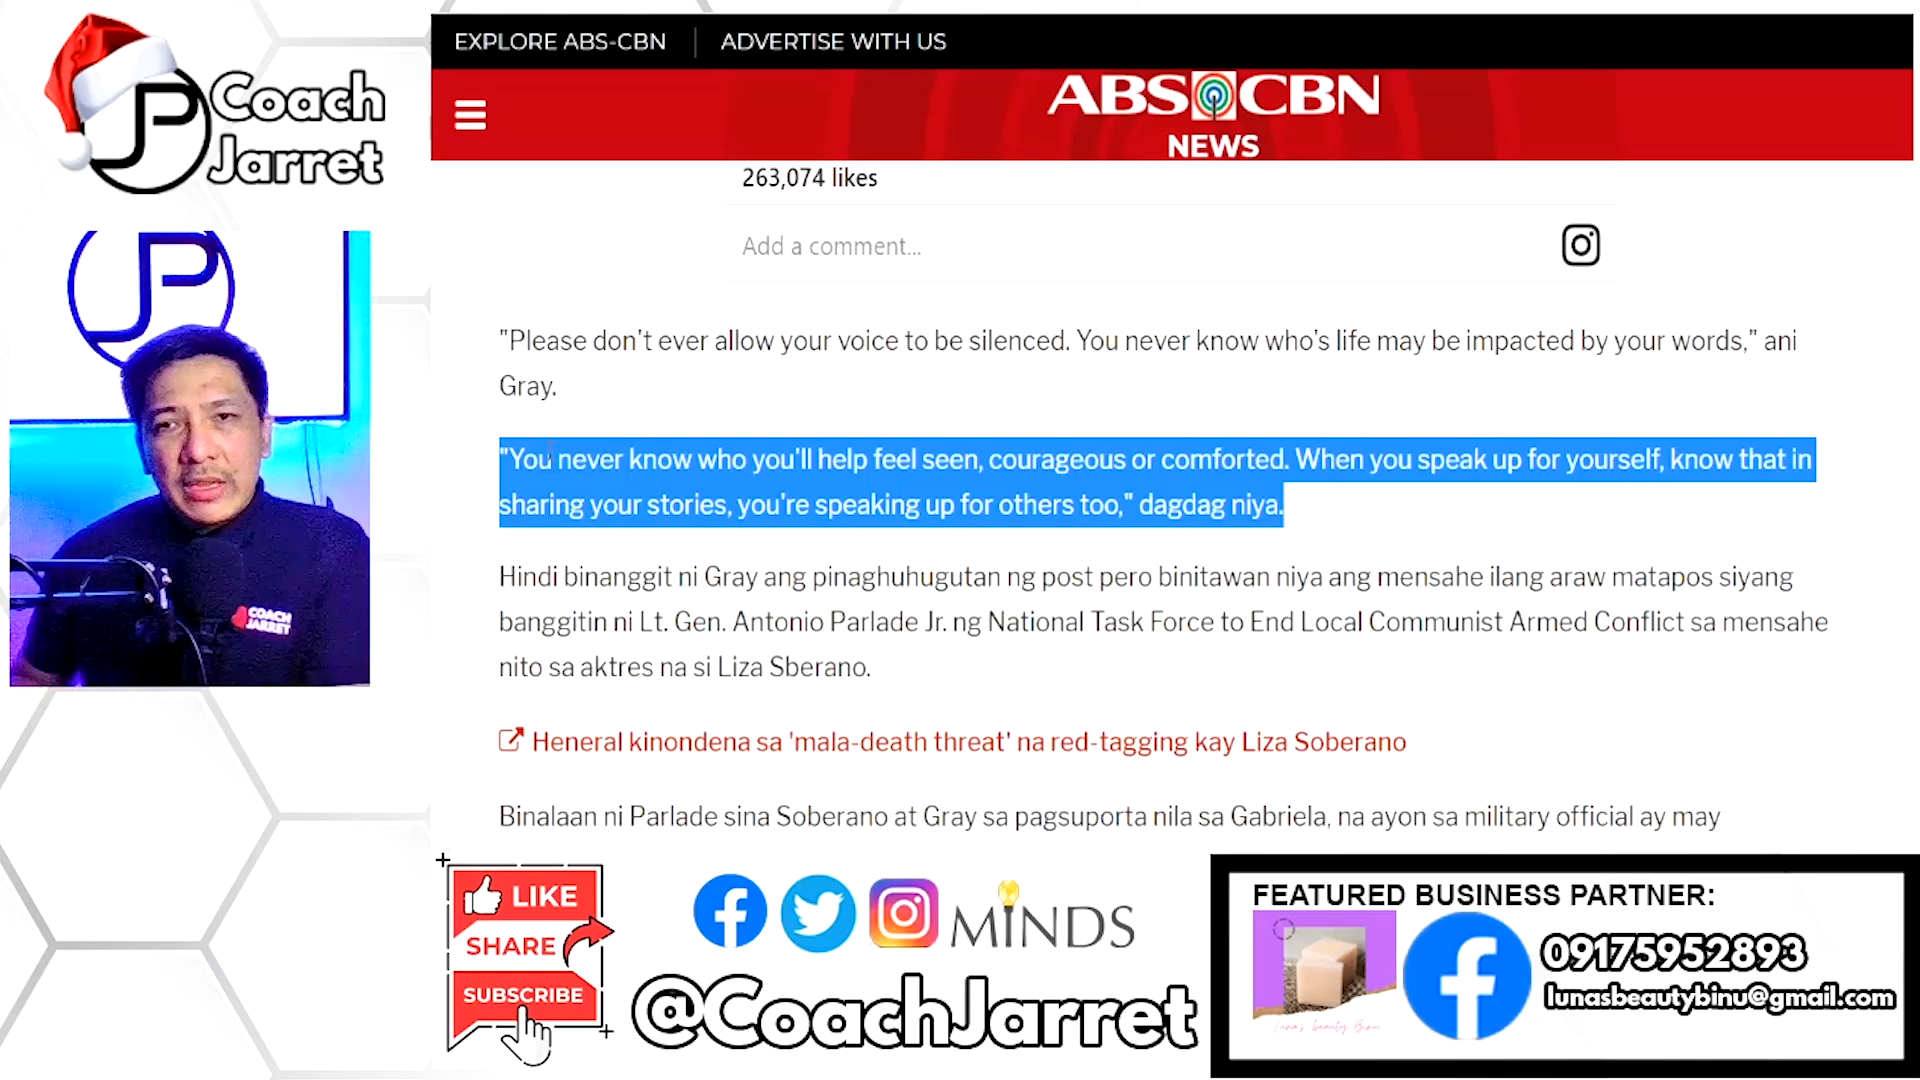 Coach
Jarret
JP
COACH
JARRET
EXPLORE ABS-CBN
ADVERTISE WITH US
ABS CBN
NEWS
263,074 likes
Add a comment...
"Please don't ever allow your voice to be silenced. You never know who's life may be impacted by your words," ani
Gray.
"You never know who you'll help feel seen, courageous or comforted. When you speak up for yourself, know that in
sharing your stories, you're speaking up for others too," dagdag niya.
Hindi binanggit ni Gray ang pinaghuhugutan ng post pero binitawan niya ang mensahe ilang araw matapos siyang
banggitin ni Lt. Gen. Antonio Parlade Jr. ng National Task Force to End Local Communist Armed Conflict sa mensahe
nito sa aktres na si Liza Sberano.
Heneral kinondena sa 'mala-death threat' na red-tagging kay Liza Soberano
Binalaan ni Parlade sina Soberano at Gray sa pagsuporta nila sa Gabriela, na ayon sa military official ay may
LIKE
SHARE
SUBSCRIBE
MINDS
@CoachJarret
FEATURED BUSINESS PARTNER:
09175952893
lunasbeautybinu@gmail.com
Luna's Beauty Binu